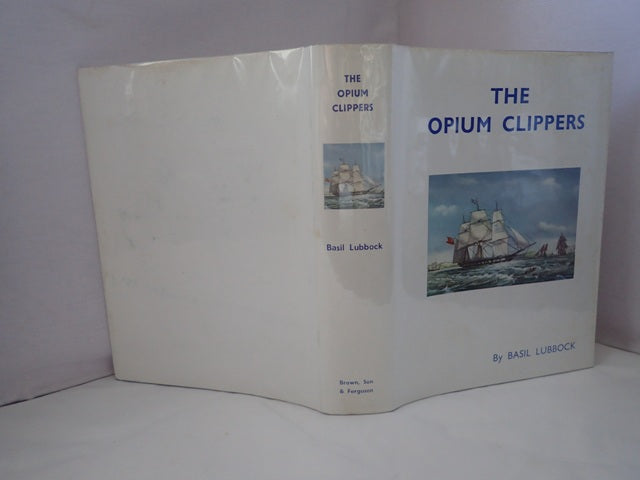 THE
OPIUM
CLIPPERS
Basil Lubbock
Brown, Son
& Ferguson
THE
OPIUM CLIPPERS
By BASIL LUBBOCK